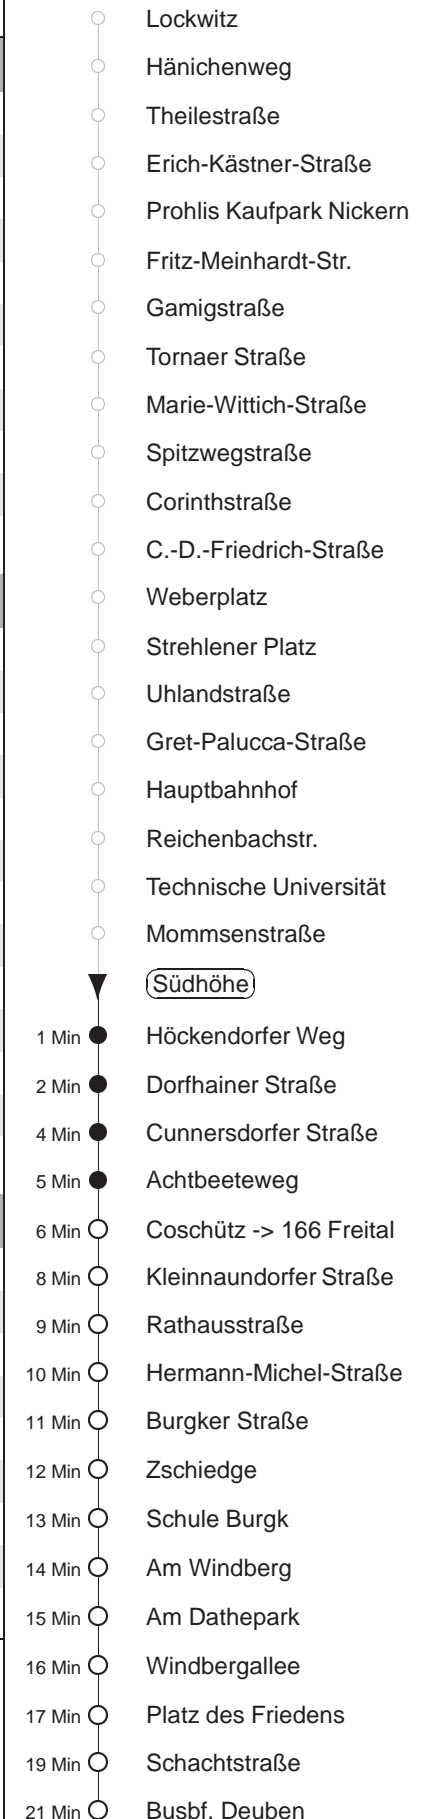 Lockwitz
Hänichenweg
Theilestraße
Erich-Kästner-Straße
Prohlis Kaufpark Nickern
Fritz-Meinhardt-Str.
Gamigstraße
Tornaer Straße
Marie-Wittich-Straße
Spitzwegstraße
Corinthstraße
C.-D.-Friedrich-Straße
Weberplatz
Strehlener Platz
Uhlandstraße
Gret-Palucca-Straße
Hauptbahnhof
Reichenbachstr.
Technische Universität
Mommsenstraße
Südhöhe
1 Min Höckendorfer Weg
2 Min Dorfhainer Straße
4 Min Cunnersdorfer Straße
5 Min Achtbeeteweg
6 Min Coschütz -> 166 Freital
8 Min Kleinnaundorfer Straße
9 Min Rathausstraße
10 Min Hermann-Michel-Straße
11 Min Burgker Straße
12 Min Zschiedge
13 Min Schule Burgk
14 Min Am Windberg
15 Min Am Dathepark
16 Min Windbergallee
17 Min Platz des Friedens
19 Min Schachtstraße
21 Min Busbf. Deuben